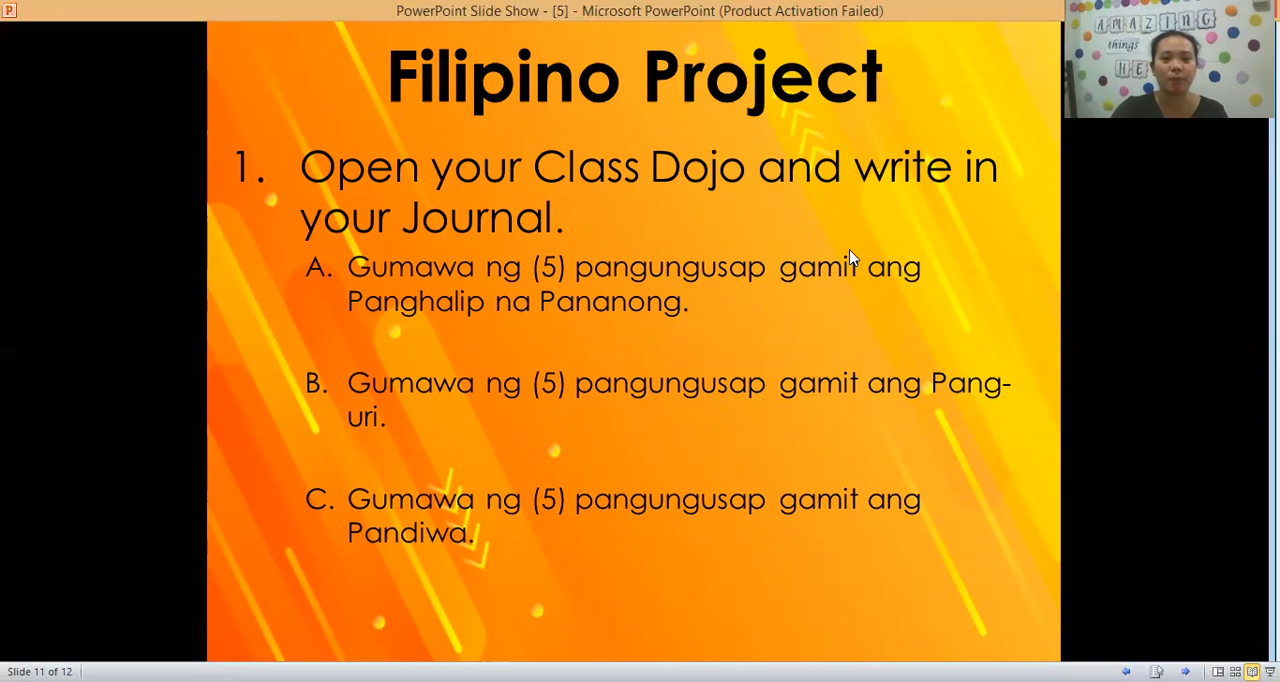 PowerPoint Slide Show - [5] - Microsoft PowerPoint (Product Activation Failed)
AMAZING
things
HE
Filipino Project
1. Open your Class Dojo and write in
your Journal.
A. Gumawa ng (5) pangungusap gamit ang
Panghalip na Pananong.
B. Gumawa ng (5) pangungusap gamit ang Pang-
uri.
C. Gumawa ng (5) pangungusap gamit ang
Pandiwa.
Slide 11 of 12